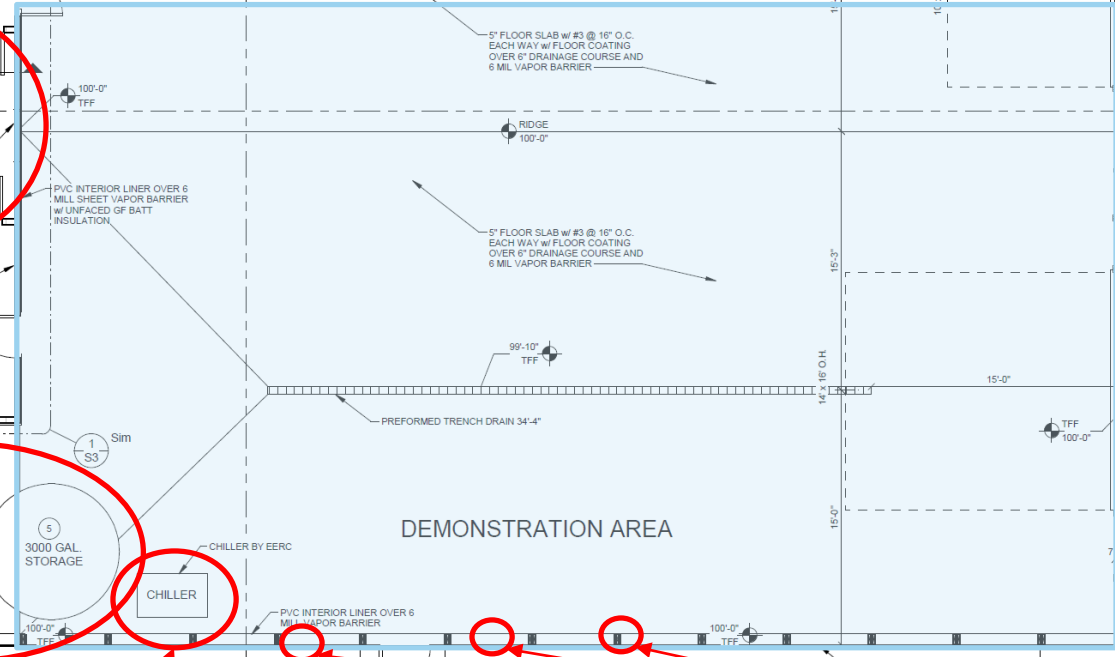 5" FLOOR SLAB w/ #3 @ 16" O.C.
EACH WAY w/ FLOOR COATING
OVER 6" DRAINAGE COURSE AND
6 MIL VAPOR BARRIER
100'-0"
TFF
RIDGE
100'-0"
PVC INTERIOR LINER OVER 6
MILL SHEET VAPOR BARRIER
w/ UNFACED GF BATT
INSULATION
5" FLOOR SLAB w/ #3 @ 16" O.C.
EACH WAY w/ FLOOR COATING
OVER 6" DRAINAGE COURSE AND
6 MIL VAPOR BARRIER
15'-3"
99'-10"
TFF
14' x 16' O.H.
15'-0"
PREFORMED TRENCH DRAIN 34'-4"
TFF
100'-0"
1
S3
Sim
15'-0"
DEMONSTRATION AREA
5
3000 GAL.
STORAGE
CHILLER BY EERC
CHILLER
PVC INTERIOR LINER OVER 6
MILL VAPOR BARRIER
100'-0"
TFF
100'-0"
TFF